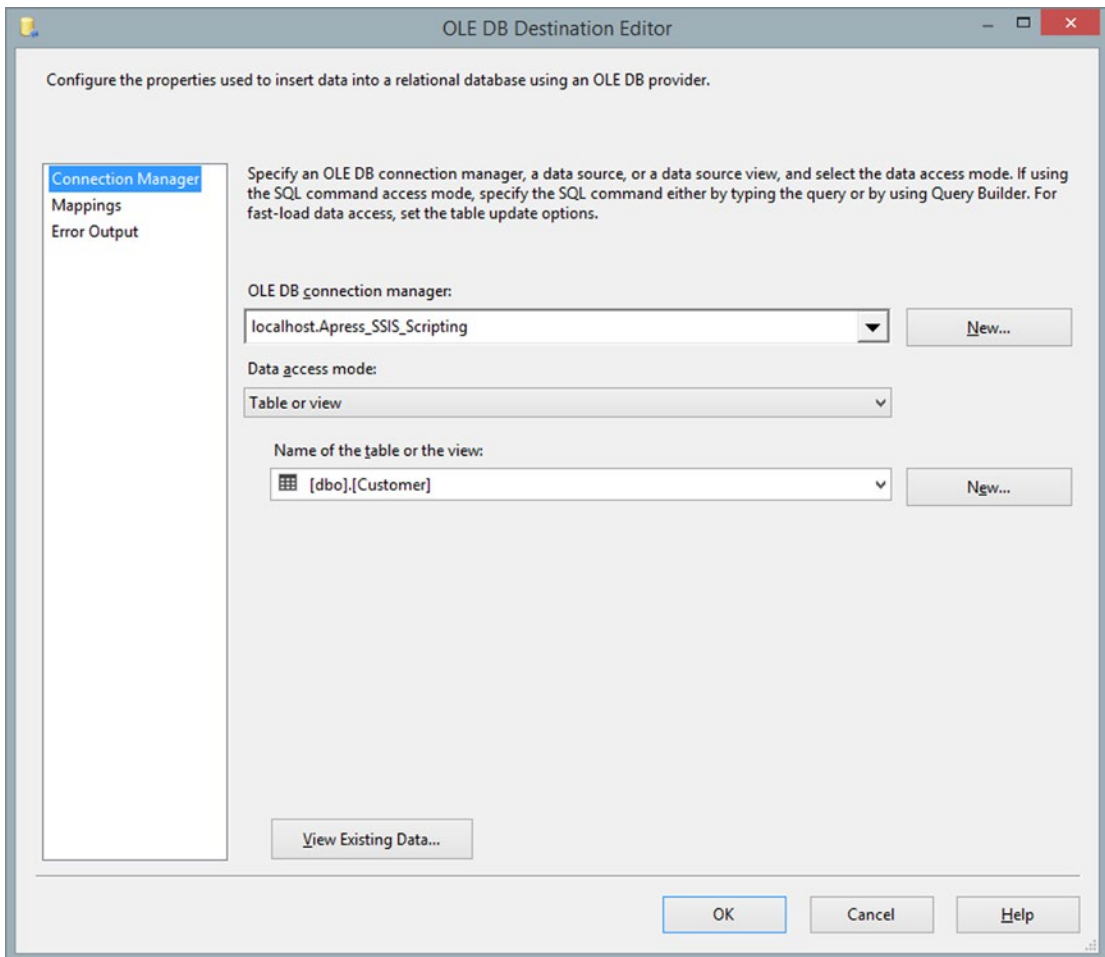 OLE DB Destination Editor
Configure the properties used to insert data into a relational database using an OLE DB provider.
Connection Manager
Mappings
Error Output
Specify an OLE DB connection manager, a data source, or a data source view, and select the data access mode. If using
the SQL command access mode, specify the SQL command either by typing the query or by using Query Builder. For
fast-load data access, set the table update options.
OLE DB connection manager:
localhost.Apress_SSIS_Scripting
New...
Data access mode:
Table or view
Name of the table or the view:
[dbo].[Customer]
New...
View Existing Data...
OK
Cancel
Help